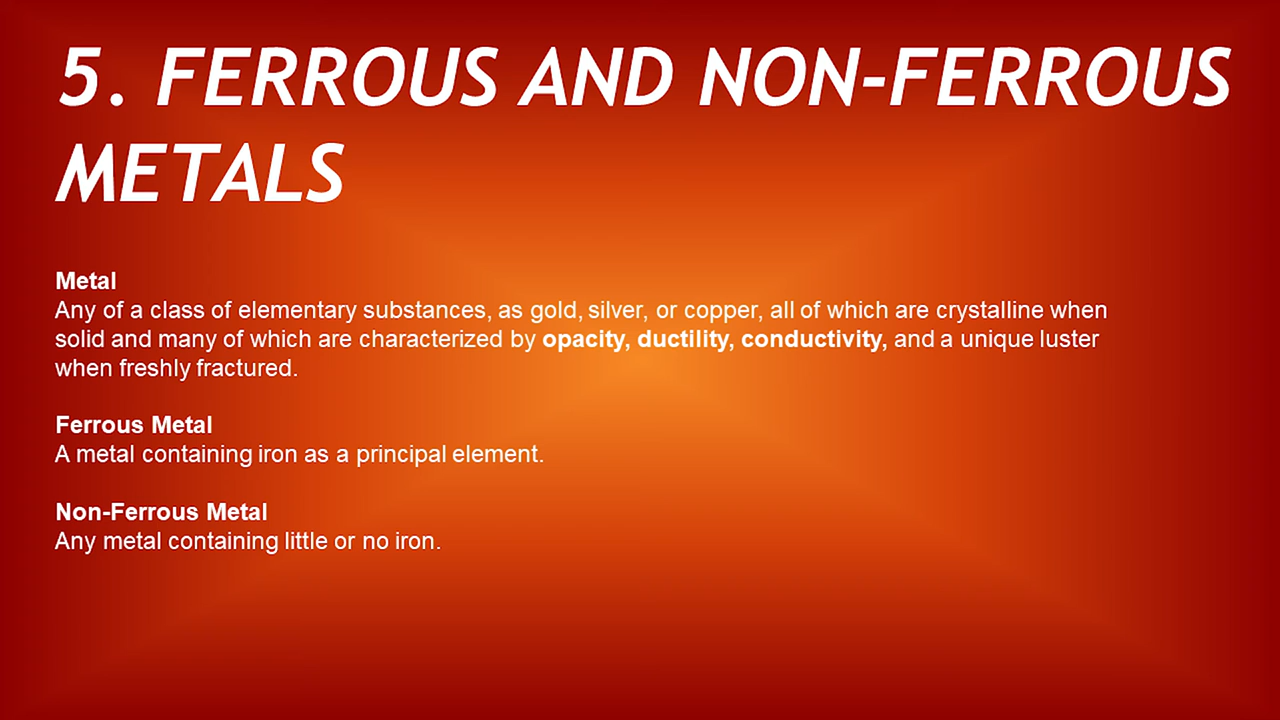 5. FERROUS AND NON-FERROUS
METALS
Metal
Any of a class of elementary substances, as gold, silver, or copper, all of which are crystalline when
solid and many of which are characterized by opacity, ductility, conductivity, and a unique luster
when freshly fractured.
Ferrous Metal
A metal containing iron as a principal element.
Non-Ferrous Metal
Any metal containing little or no iron.